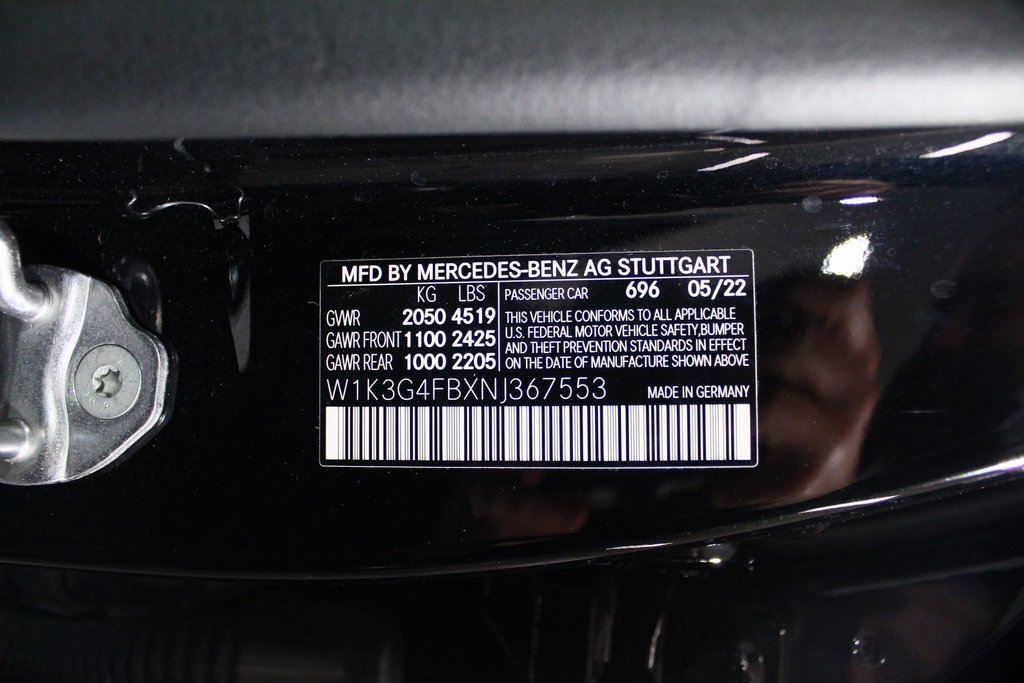 MFD BY MERCEDES-BENZ AG STUTTGART
KG LBS
GVWR 2050 4519
GAWR FRONT 1100 2425
GAWR REAR 1000 2205
PASSENGER CAR 696 05/22
THIS VEHICLE CONFORMS TO ALL APPLICABLE
U.S. FEDERAL MOTOR VEHICLE SAFETY,BUMPER
AND THEFT PREVENTION STANDARDS IN EFFECT
ON THE DATE OF MANUFACTURE SHOWN ABOVE
W1K3G4FBXNJ367553
MADE IN GERMANY